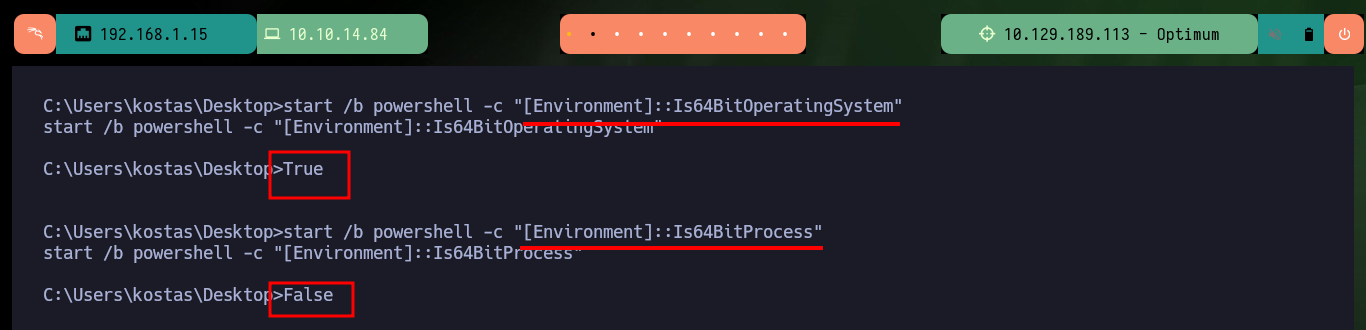 192.168.1.15
10.10.14.84
10.129.189.113 - Optimum
C:\Users\kostas\Desktop>start /b powershell -c "[Environment]::Is64BitOperatingSystem"
start /b powershell -c "[Environment]::Is64BitOperatingSystem"
C:\Users\kostas\Desktop>True
C:\Users\kostas\Desktop>start /b powershell -c "[Environment]::Is64BitProcess"
start /b powershell -c "[Environment]::Is64BitProcess"
C:\Users\kostas\Desktop>False